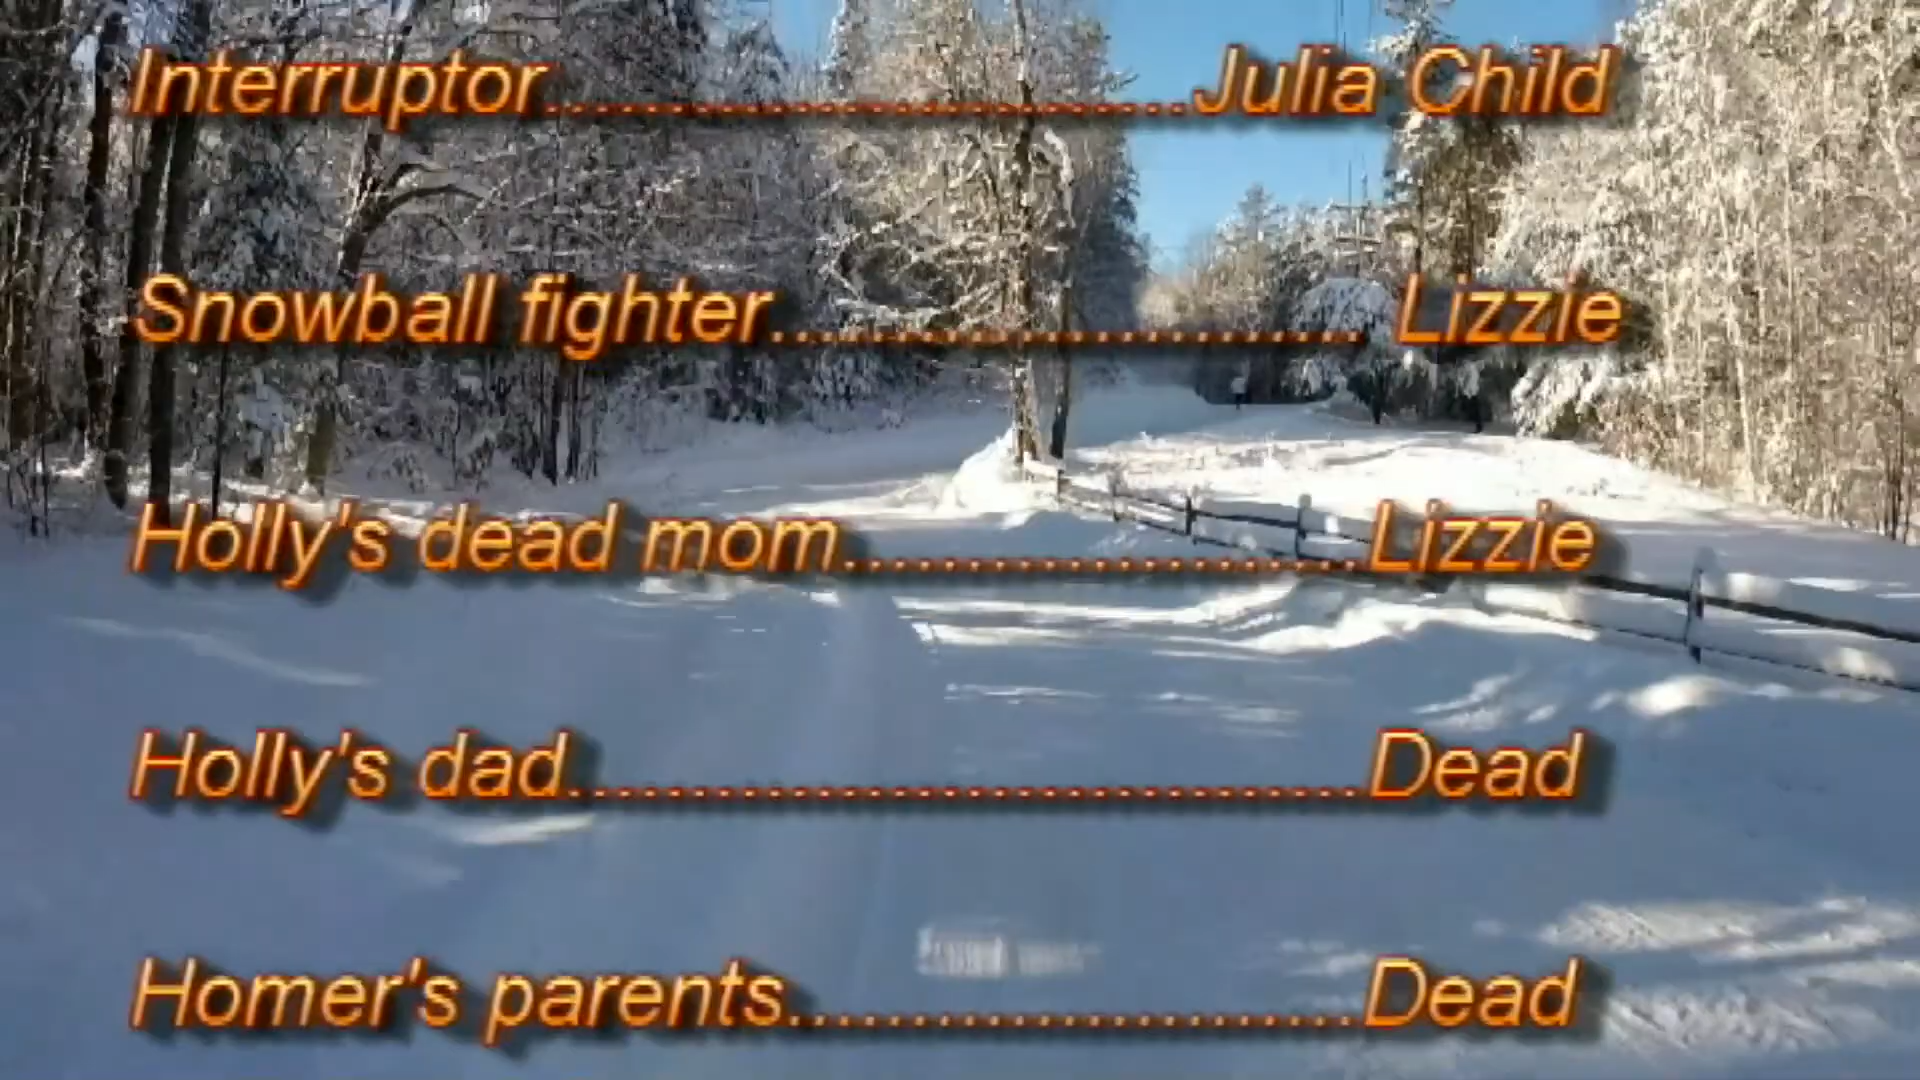 Interruptor..........................Julia Child
Snowball fighter........................ Lizzie
Holly's dead mom.....................Lizzie
Holly's dad................................Dead
Homer's parents.......................Dead